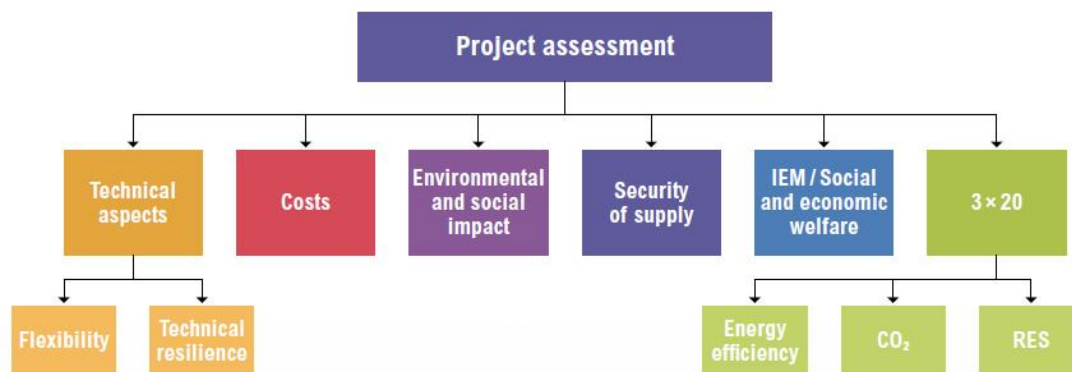 Project assessment
Technical
aspects
Costs
Environmental
and social
impact
Security
of supply
IEM / Social
and economic
welfare
3 × 20
Flexibility
Technical
resilience
Energy
efficiency
CO₂
RES